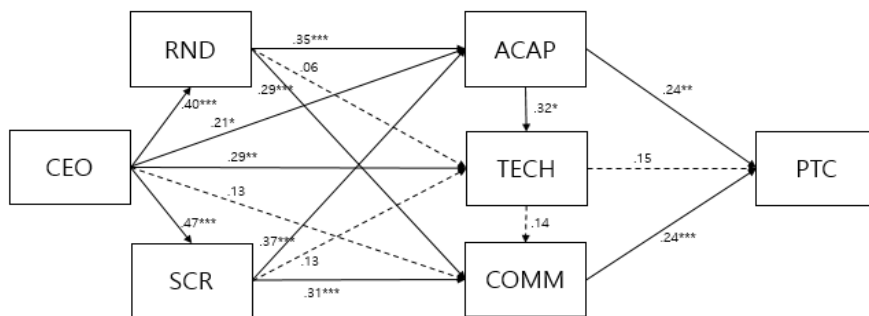 RND
.35***
ACAP
.06
.40***
.29***
.21*
.32*
.24**
CEO
.29**
TECH
.15
PTC
.13
.47***
.37***
.14
.13
.24***
SCR
.31***
COMM